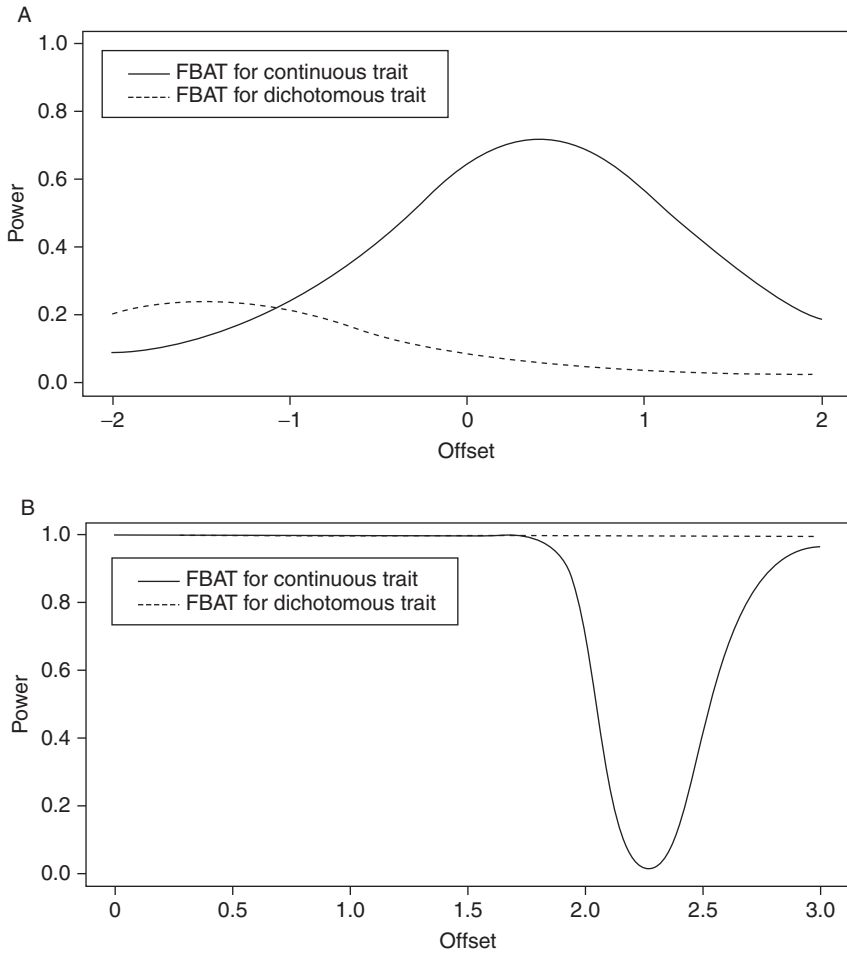 A
1.0
0.8
0.6
0.4
0.2
0.0
Power
FBAT for continuous trait
FBAT for dichotomous trait
−2
−1
0
1
2
Offset
B
1.0
0.8
0.6
0.4
0.2
0.0
Power
FBAT for continuous trait
FBAT for dichotomous trait
0
0.5
1.0
1.5
2.0
2.5
3.0
Offset